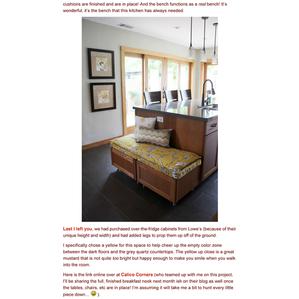 cushions are finished and are in place! And the bench functions as a real bench! It's
wonderful, it's the bench that this kitchen has always needed.
Last I left you, we had purchased over-the-fridge cabinets from Lowe's (because of their
unique height and width) and had added legs to prop them up off of the ground.
I specifically chose a yellow for this space to help cheer up the empty color zone
between the dark floors and the grey quartz countertops. The yellow up close is a great
mustard that is not quite too bright but happy enough to make you smile when you walk
into the room.
Here is the link online over at Calico Corners (who teamed up with me on this project.
I'll be sharing the full, finished breakfast nook next month ish on their blog as well once
the tables, chairs, etc are in place! I'm assuming it will take me a bit to hunt every little
piece down... ).